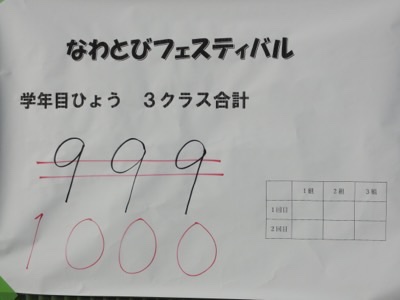 なわとびフェスティバル
学年目ひょう 3クラス合計
999
1000
1組 2組 3組
1回目
2回目